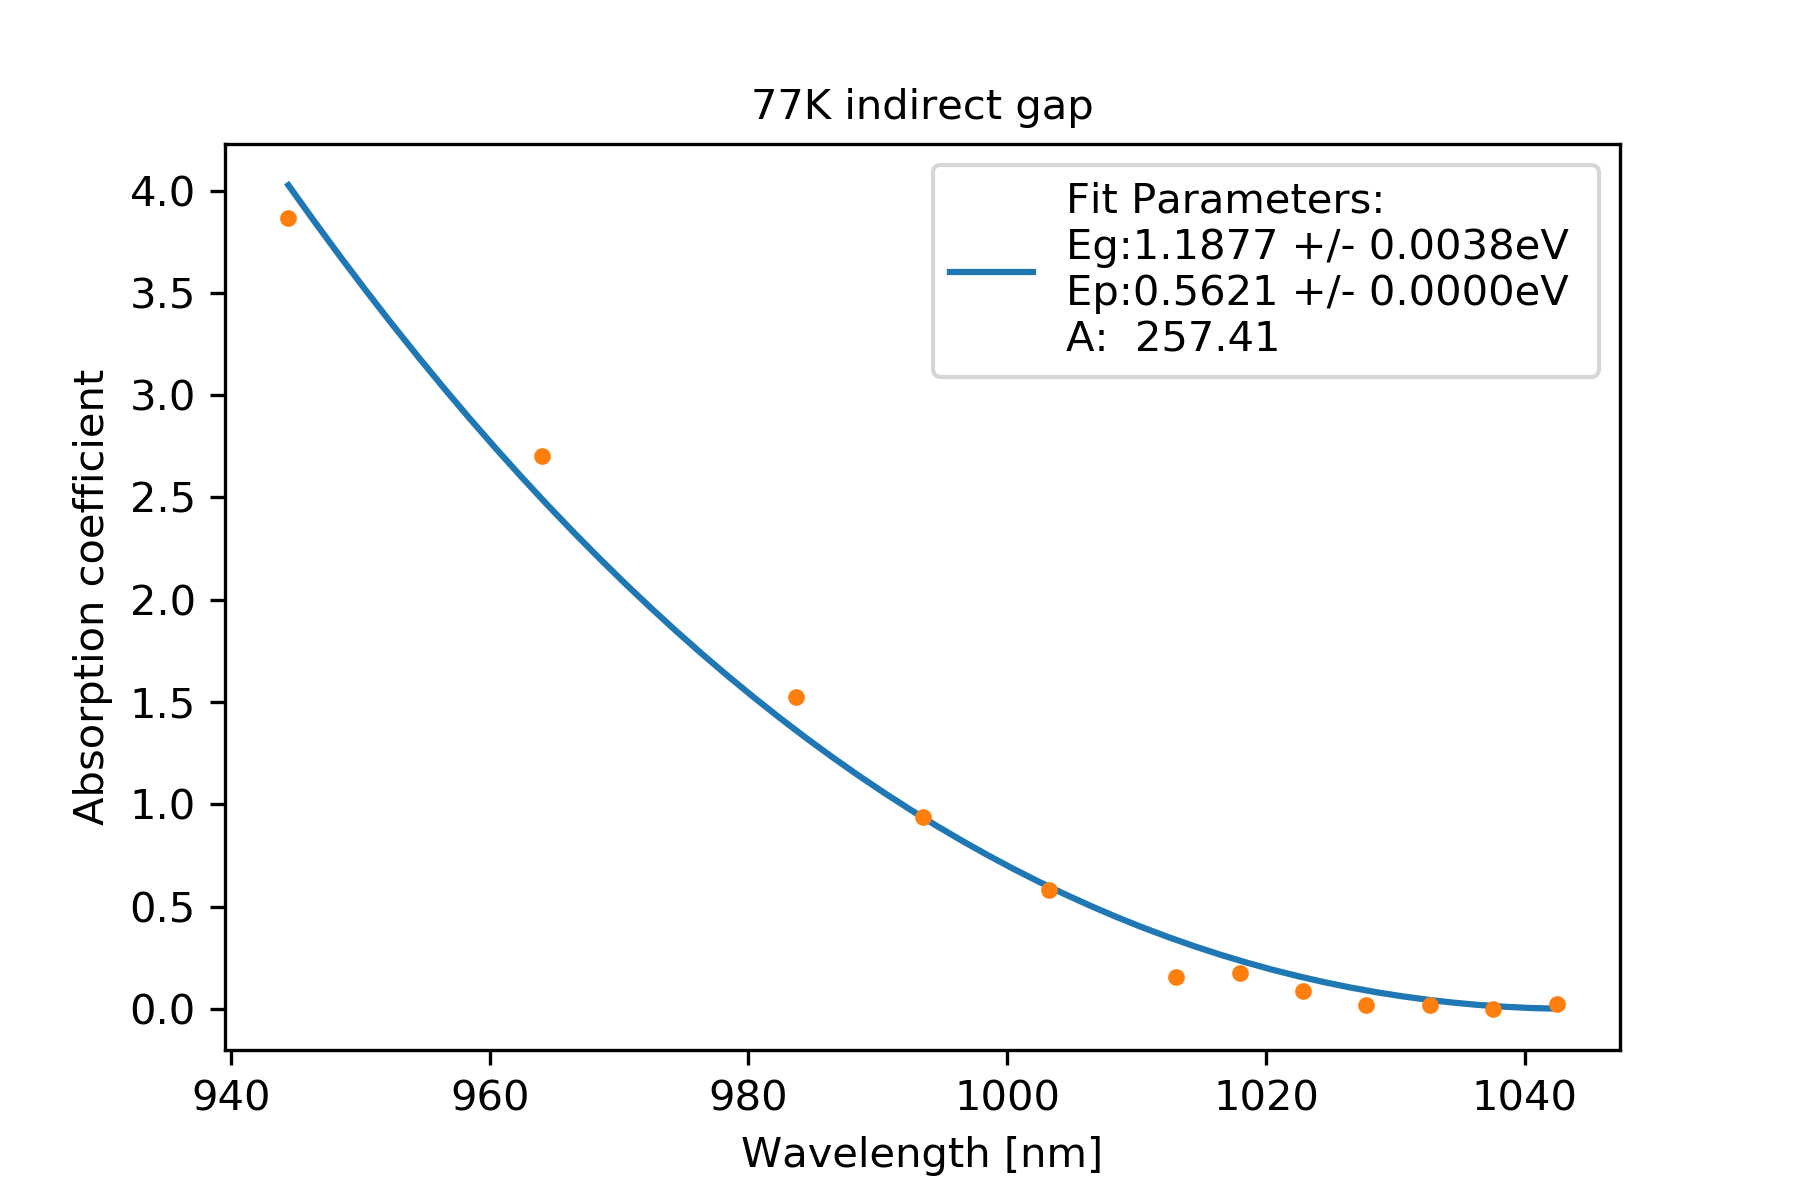 77K indirect gap
Fit Parameters:
Eg:1.1877 +/- 0.0038eV
Ep:0.5621 +/- 0.0000eV
A:  257.41
Absorption coefficient
4.0
3.5
3.0
2.5
2.0
1.5
1.0
0.5
0.0
940 960 980 1000 1020 1040
Wavelength [nm]